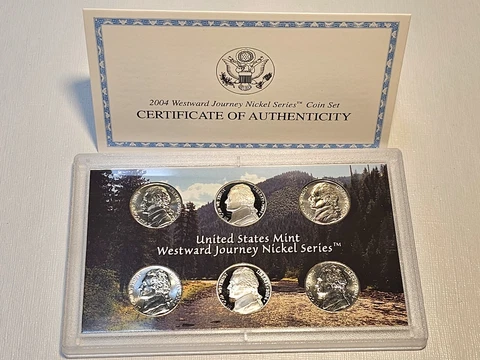 2004 Westward Journey Nickel Series™ Coin Set
CERTIFICATE OF AUTHENTICITY
United States Mint
Westward Journey Nickel Series™